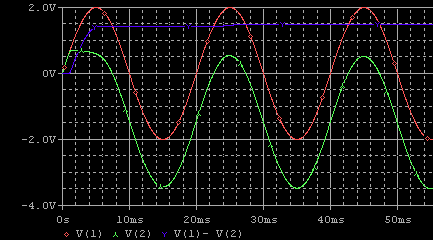 2.0V
0V
-2.0V
-4.0V
0s 10ms 20ms 30ms 40ms 50ms
V(1) V(2) V(1)- V(2)